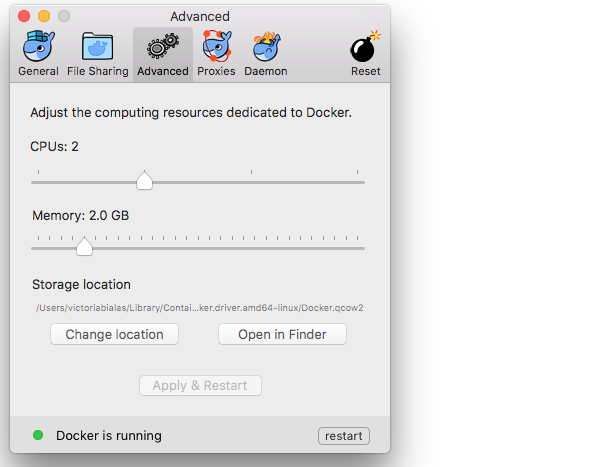 Advanced
General
File Sharing
Advanced
Proxies
Daemon
Reset
Adjust the computing resources dedicated to Docker.
CPUs: 2
Memory: 2.0 GB
Storage location
/Users/victoriabialas/Library/Contai...ker.driver.amd64-linux/Docker.qcow2
Change location
Open in Finder
Apply & Restart
Docker is running
restart